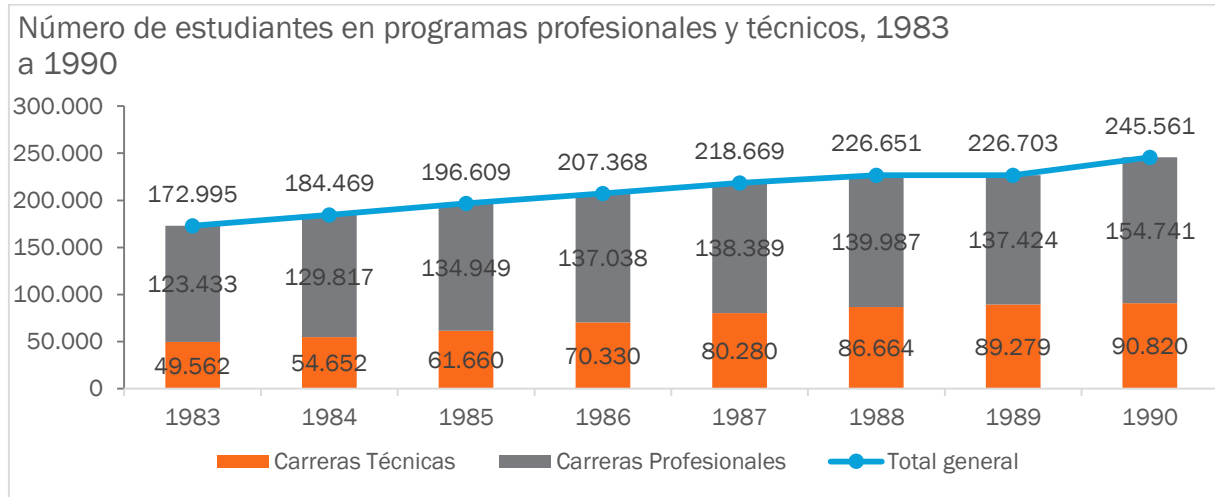 Número de estudiantes en programas profesionales y técnicos, 1983
a 1990
300.000
250.000
200.000
150.000
100.000
50.000
0
172.995 184.469 196.609 207.368 218.669 226.651 226.703 245.561
123.433 129.817 134.949 137.038 138.389 139.987 137.424 154.741
49.562 54.652 61.660 70.330 80.280 86.664 89.279 90.820
1983 1984 1985 1986 1987 1988 1989 1990
Carreras Técnicas Carreras Profesionales Total general